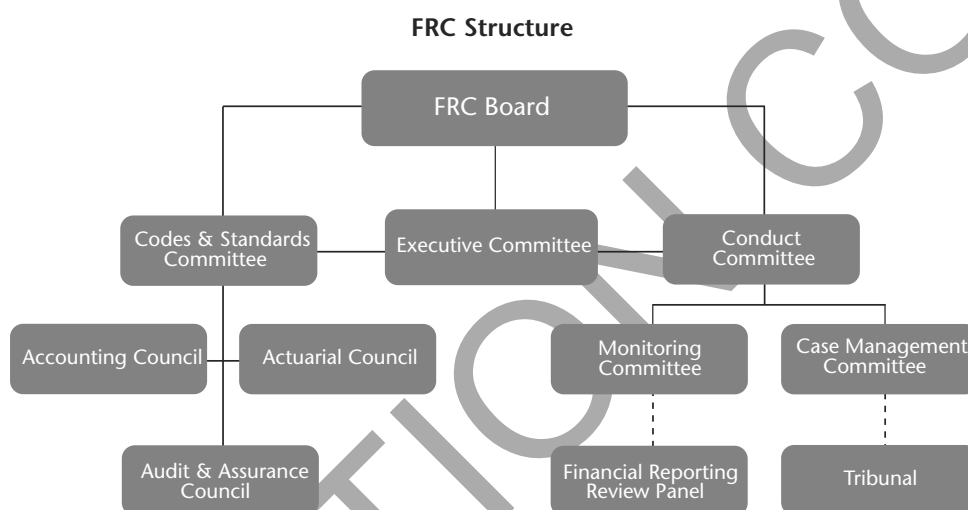 FRC Structure
FRC Board
Codes & Standards
Committee
Executive Committee
Conduct
Committee
Accounting Council
Actuarial Council
Monitoring
Committee
Case Management
Committee
Audit & Assurance
Council
Financial Reporting
Review Panel
Tribunal